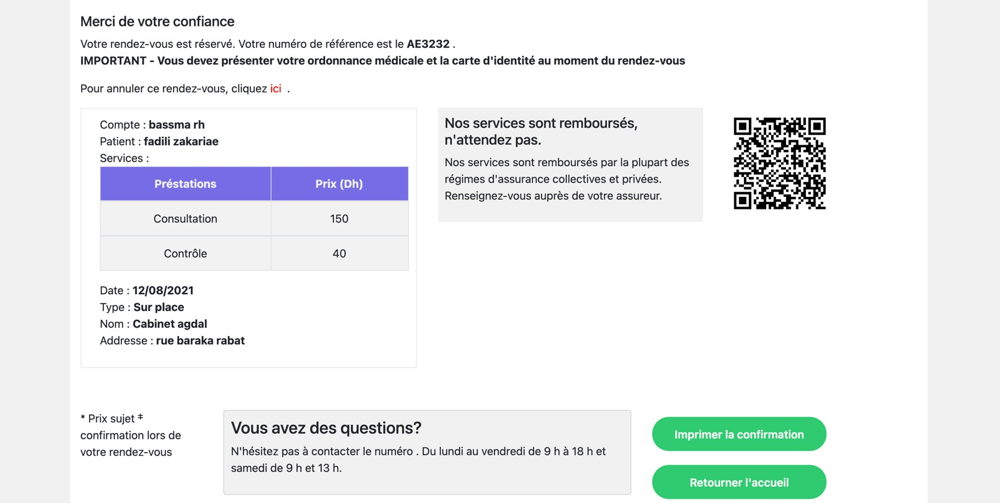 Merci de votre confiance
Votre rendez-vous est réservé. Votre numéro de référence est le AE3232 .
IMPORTANT - Vous devez présenter votre ordonnance médicale et la carte d'identité au moment du rendez-vous
Pour annuler ce rendez-vous, cliquez ici .
Compte : bassma rh
Patient : fadili zakariae
Services :
Préstations Prix (Dh)
Consultation 150
Contrôle 40
Date : 12/08/2021
Type : Sur place
Nom : Cabinet agdal
Addresse : rue baraka rabat
Nos services sont remboursés,
n'attendez pas.
Nos services sont remboursés par la plupart des
régimes d'assurance collectives et privées.
Renseignez-vous auprès de votre assureur.
* Prix sujet ‡
confirmation lors de
votre rendez-vous
Vous avez des questions?
N'hésitez pas à contacter le numéro . Du lundi au vendredi de 9 h à 18 h et
samedi de 9 h et 13 h.
Imprimer la confirmation
Retourner l'accueil